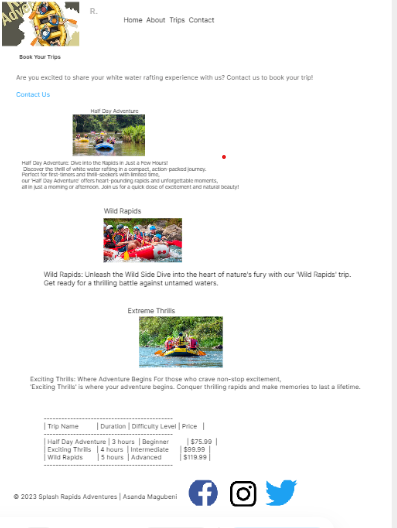 R.
Home About Trips Contact
Book Your Trips
Are you excited to share your white water rafting experience with us? Contact us to book your trip!
Contact Us
Half Day Adventure
Half Day Adventure: Dive into the Rapids in Just a Few Hours!
Discover the thrill of white water rafting in a compact, action-packed journey.
Perfect for first-timers and thrill-seekers with limited time,
our 'Half Day Adventure' offers heart-pounding rapids and unforgettable moments,
all in just a morning or afternoon. Join us for a quick dose of excitement and natural beauty!
Wild Rapids
Wild Rapids: Unleash the Wild Side Dive into the heart of nature's fury with our 'Wild Rapids' trip.
Get ready for a thrilling battle against untamed waters.
Extreme Thrills
Exciting Thrills: Where Adventure Begins For those who crave non-stop excitement,
'Exciting Thrills' is where your adventure begins. Conquer thrilling rapids and make memories to last a lifetime.
| Trip Name | Duration | Difficulty Level | Price |
| Half Day Adventure | 3 hours | Beginner | $75.99 |
| Exciting Thrills | 4 hours | Intermediate | $99.99 |
| Wild Rapids | 5 hours | Advanced | $119.99 |
© 2023 Splash Rapids Adventures | Asanda Magubeni